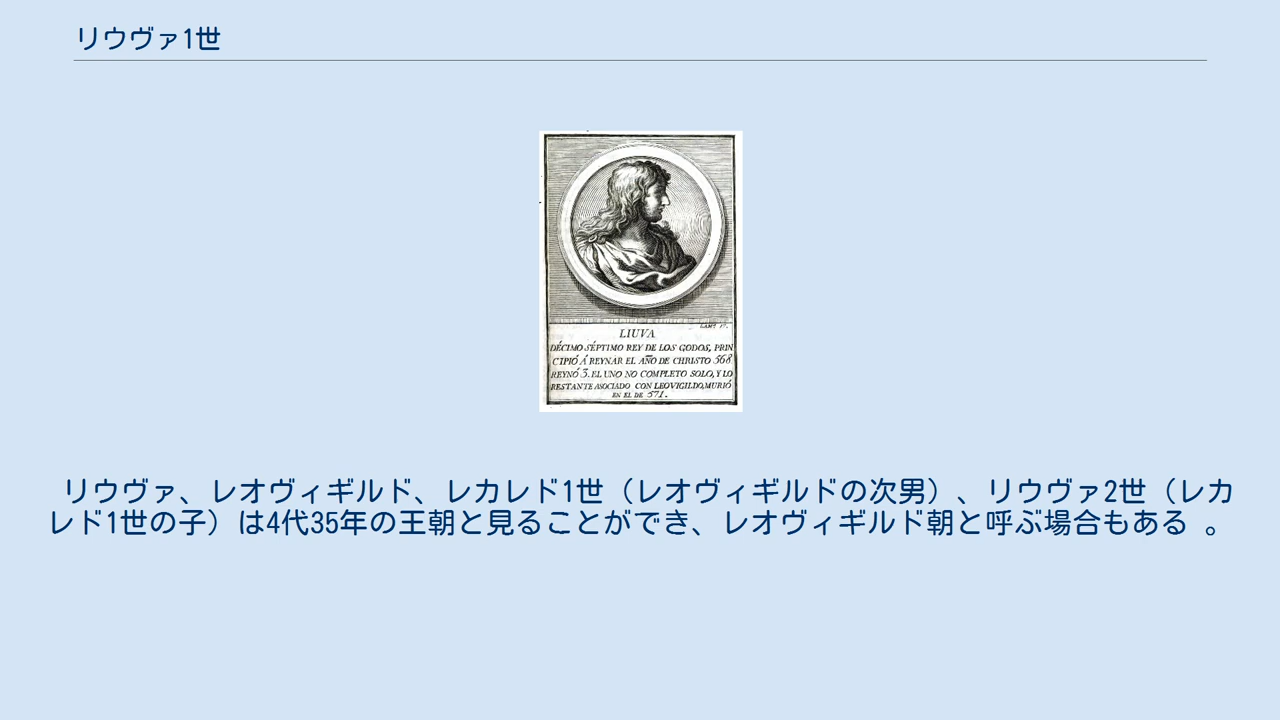 リウヴァ1世
LAMª 17.
LIUVA
DÉCIMO SÉPTIMO REY DE LOS GODOS, PRIN
CIPIÓ Á REYNAR EL AÑO DE CHRISTO 568
REYNÓ 3. EL UNO NO COMPLETO SOLO, Y LO
RESTANTE ASOCIADO CON LEOVIGILDO, MURIÓ
EN EL DE 571.
リウヴァ、レオヴィギルド、レカレド1世（レオヴィギルドの次男）、リウヴァ2世（レカ
レド1世の子）は4代35年の王朝と見ることができ、レオヴィギルド朝と呼ぶ場合もある 。